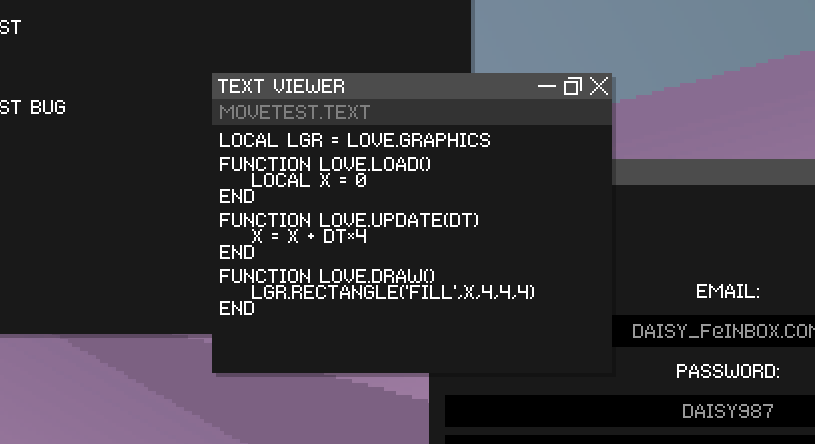 ST
ST BUG
TEXT VIEWER
MOVETEST.TEXT
LOCAL LGR = LOVE.GRAPHICS
FUNCTION LOVE.LOAD()
LOCAL X = 0
END
FUNCTION LOVE.UPDATE(DT)
X = X + DT*4
END
FUNCTION LOVE.DRAW()
LGR.RECTANGLE('FILL',X,4,4,4)
END
EMAIL:
DAISY_F@INBOX.COM
PASSWORD:
DAISY987